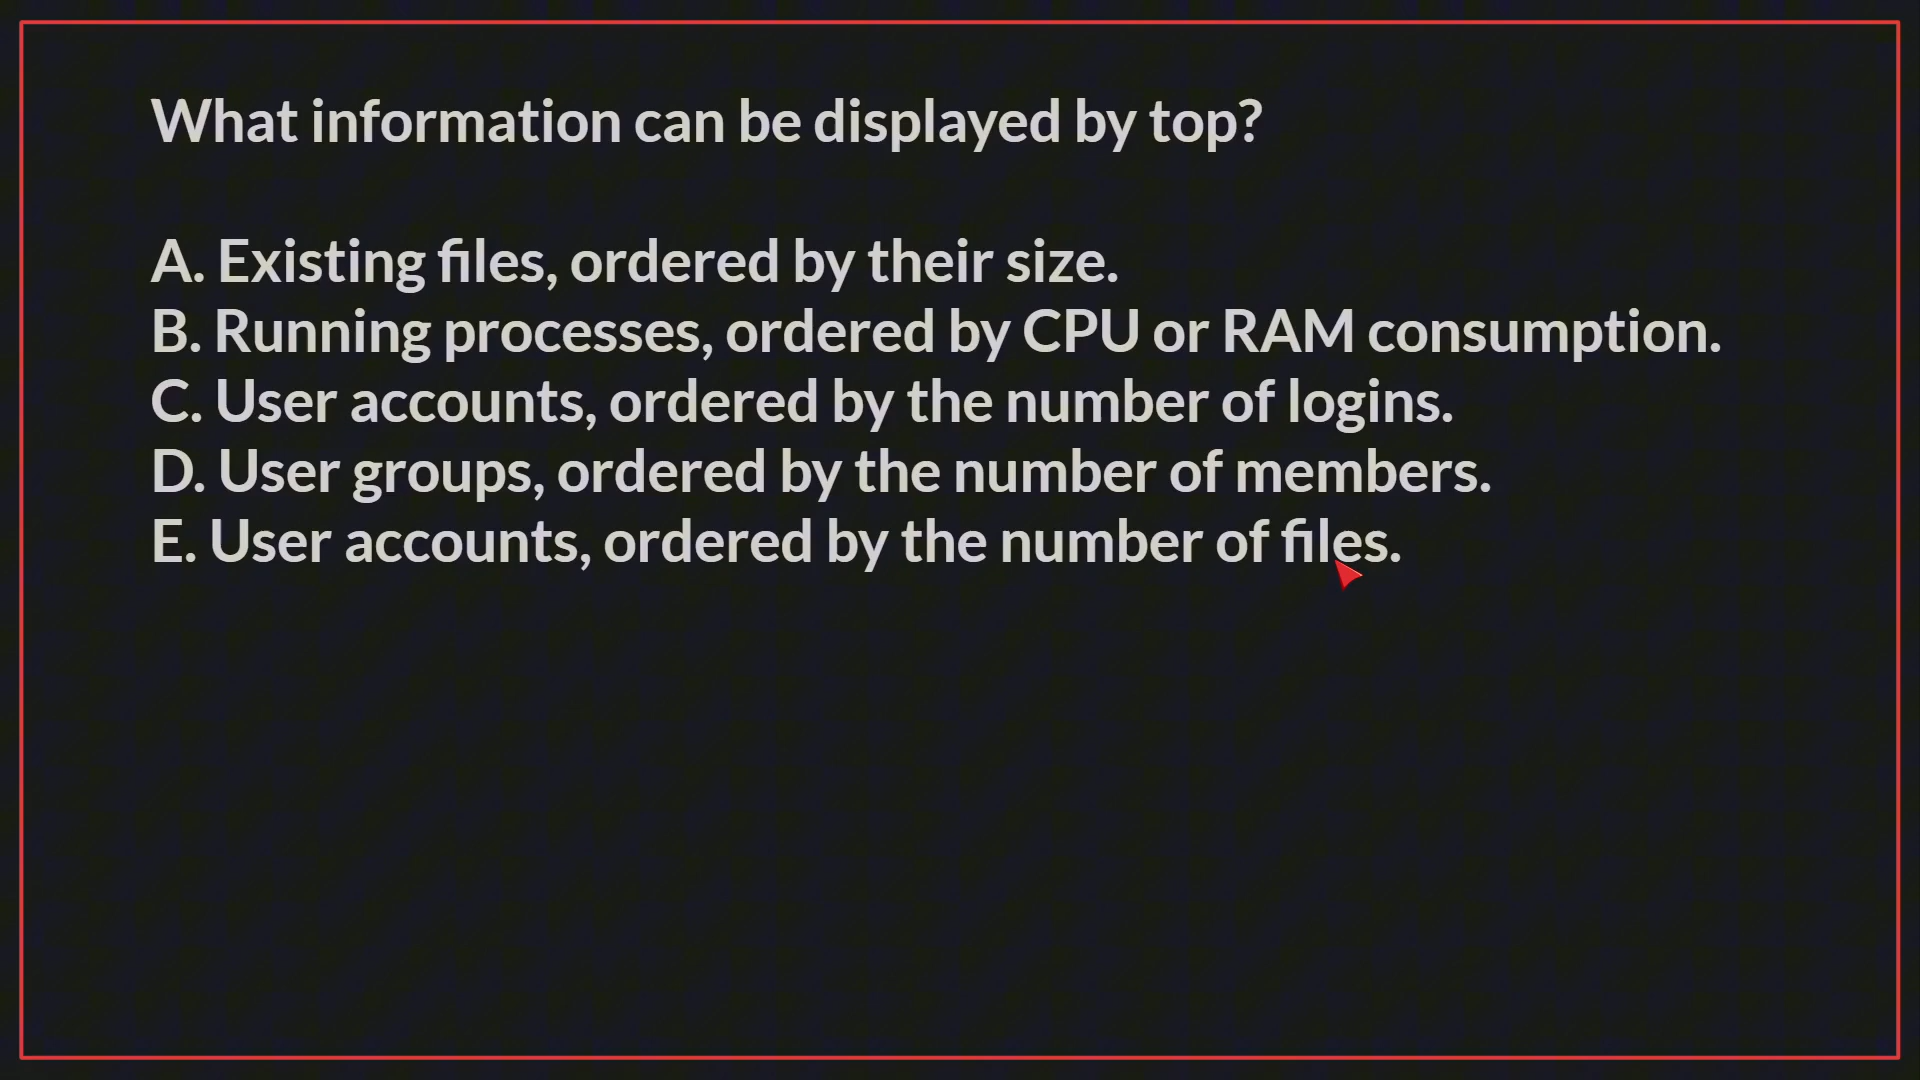 What information can be displayed by top?
A. Existing files, ordered by their size.
B. Running processes, ordered by CPU or RAM consumption.
C. User accounts, ordered by the number of logins.
D. User groups, ordered by the number of members.
E. User accounts, ordered by the number of files.